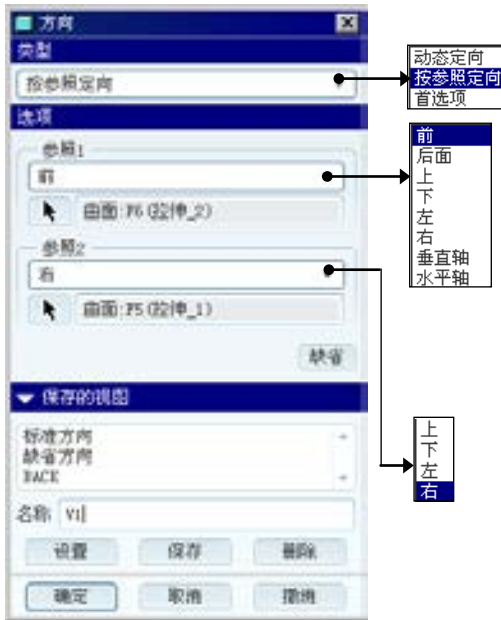 方向
类型
按参照定向
选项
参照1
前
曲面:F6(拉伸_2)
参照2
右
曲面:F5(拉伸_1)
缺省
保存的视图
标准方向
缺省方向
BACK
名称 V1
设置 保存 删除
确定 取消 撤消
动态定向
按参照定向
首选项
前
后面
上
下
左
右
垂直轴
水平轴
上
下
左
右